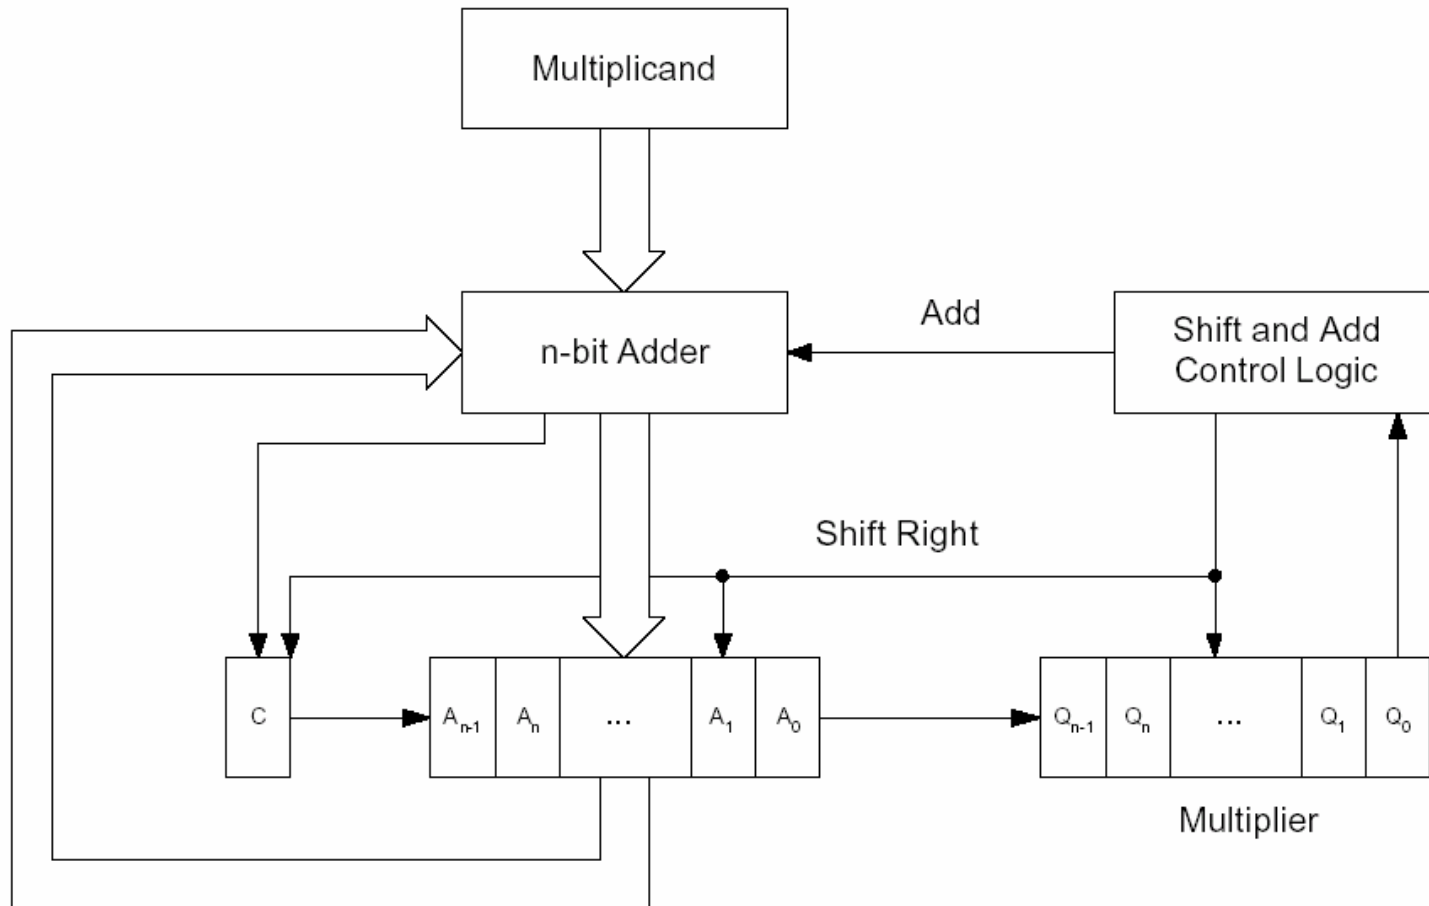 Multiplicand
n-bit Adder
Add
Shift and Add
Control Logic
Shift Right
C
Aₙ₋₁ Aₙ ... A₁ A₀
Qₙ₋₁ Qₙ ... Q₁ Q₀
Multiplier